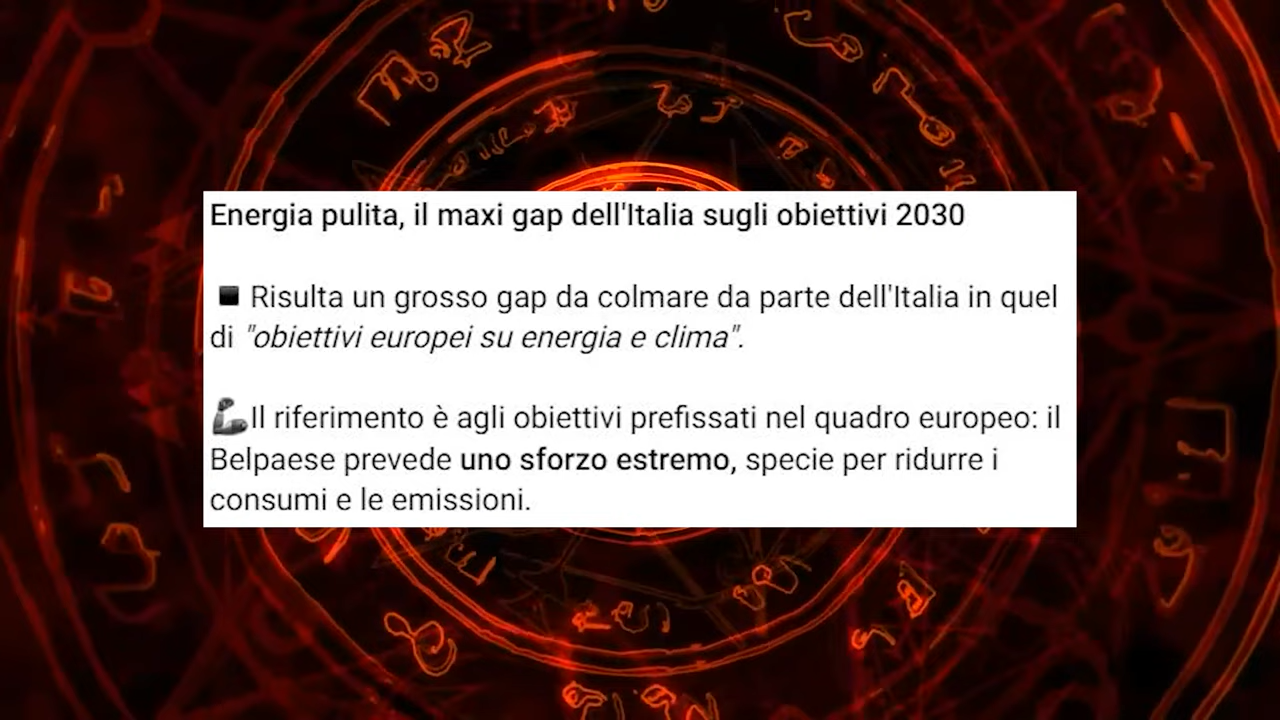 Energia pulita, il maxi gap dell'Italia sugli obiettivi 2030
◾ Risulta un grosso gap da colmare da parte dell'Italia in quel
di "obiettivi europei su energia e clima".
💪Il riferimento è agli obiettivi prefissati nel quadro europeo: il
Belpaese prevede uno sforzo estremo, specie per ridurre i
consumi e le emissioni.